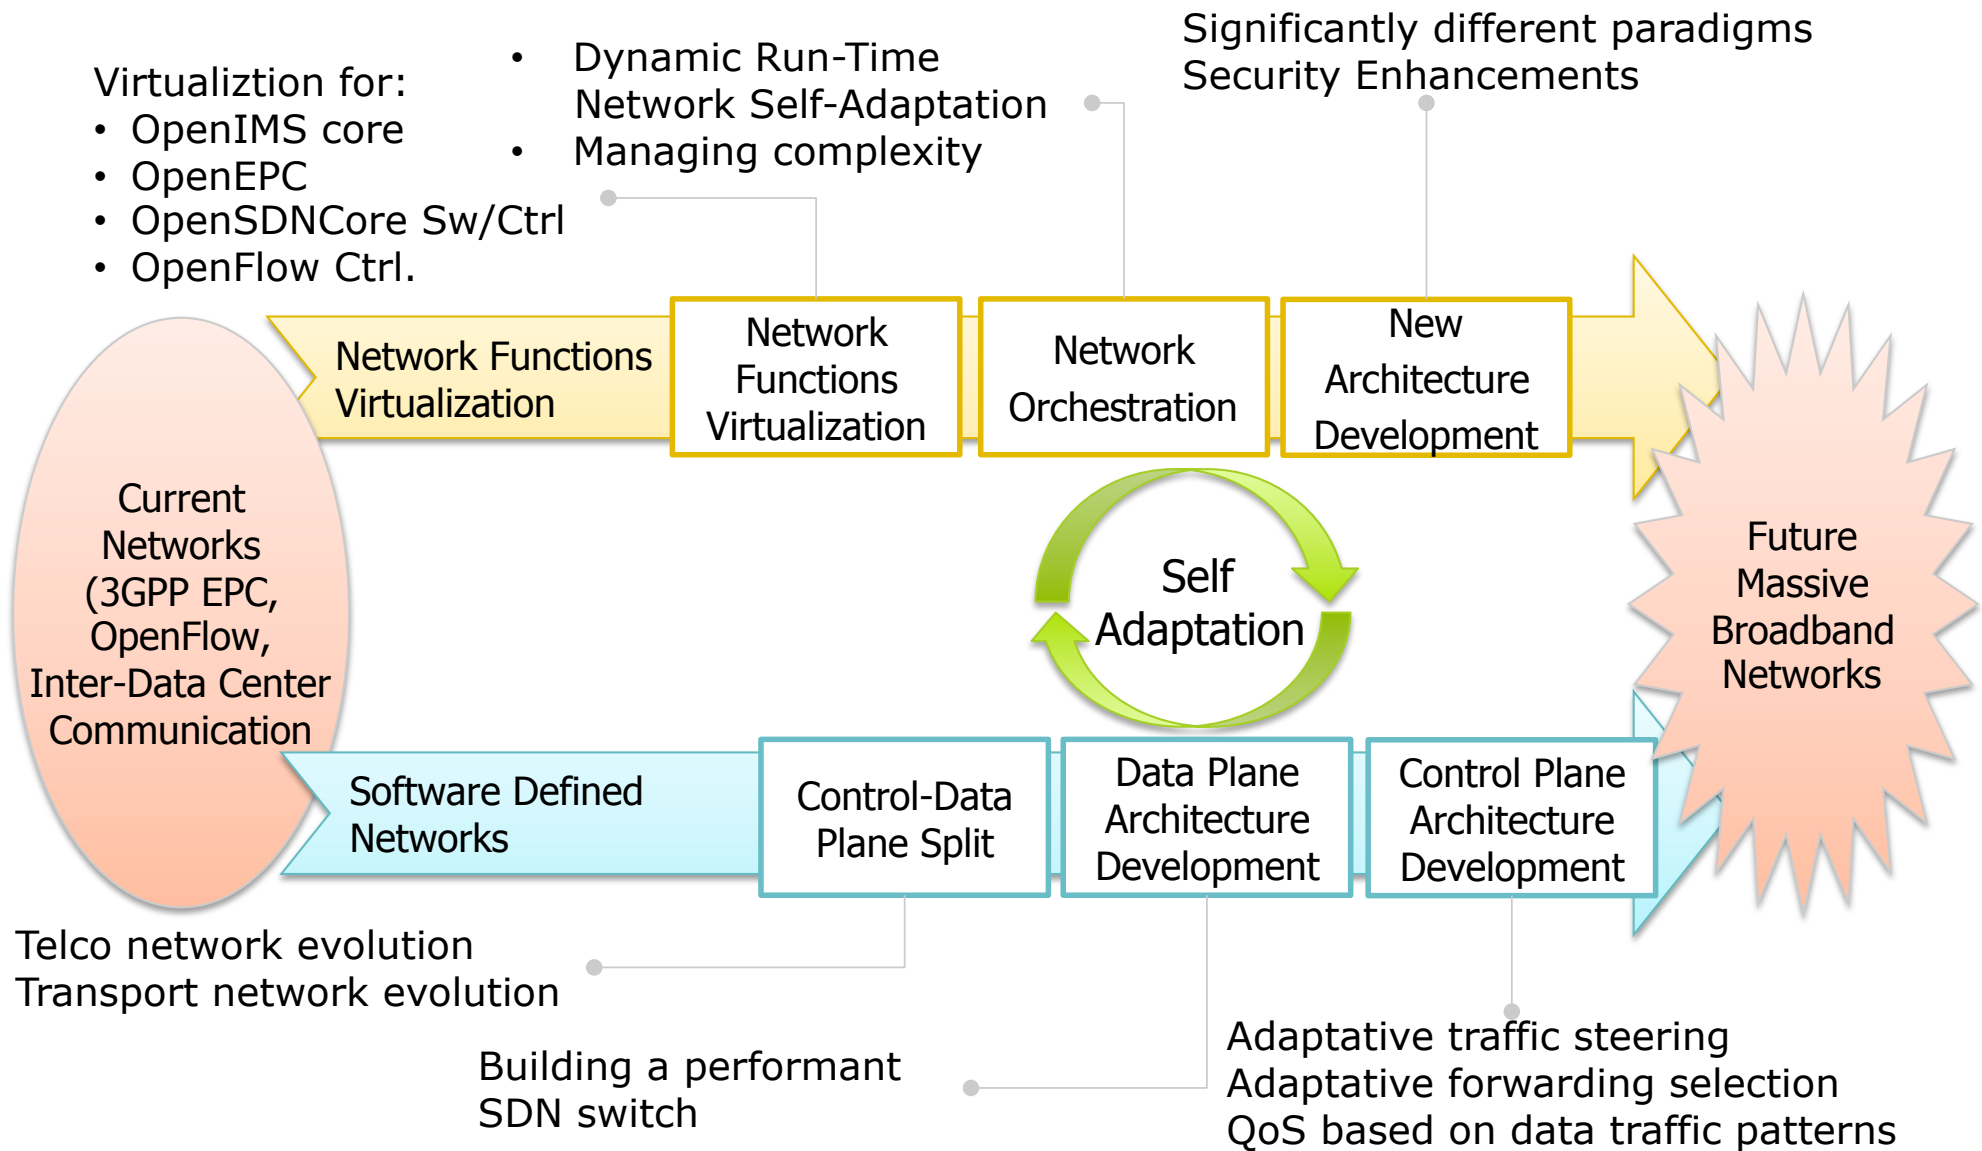 Virtualiztion for:
• OpenIMS core
• OpenEPC
• OpenSDNCore Sw/Ctrl
• OpenFlow Ctrl.
• Dynamic Run-Time
Network Self-Adaptation
• Managing complexity
Significantly different paradigms
Security Enhancements
Network Functions
Virtualization
Network
Functions
Virtualization
Network
Orchestration
New
Architecture
Development
Current
Networks
(3GPP EPC,
OpenFlow,
Inter-Data Center
Communication
Self
Adaptation
Future
Massive
Broadband
Networks
Software Defined
Networks
Control-Data
Plane Split
Data Plane
Architecture
Development
Control Plane
Architecture
Development
Telco network evolution
Transport network evolution
Building a performant
SDN switch
Adaptative traffic steering
Adaptative forwarding selection
QoS based on data traffic patterns